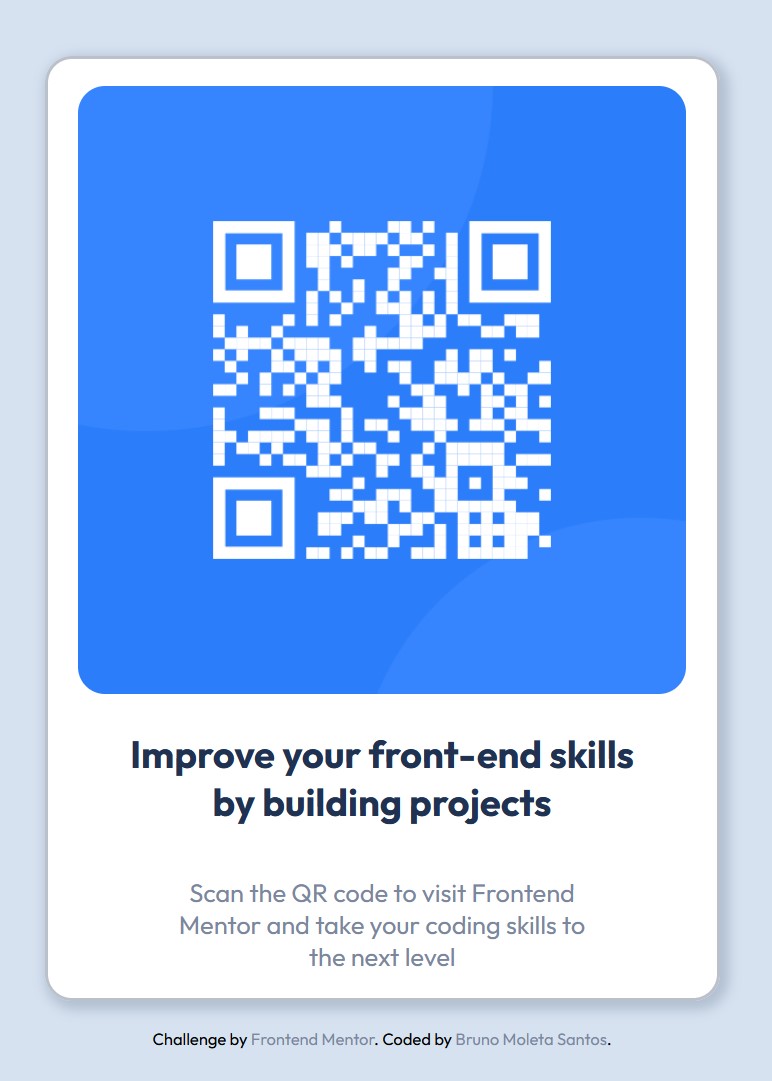 Improve your front-end skills
by building projects
Scan the QR code to visit Frontend
Mentor and take your coding skills to
the next level
Challenge by Frontend Mentor. Coded by Bruno Moleta Santos.